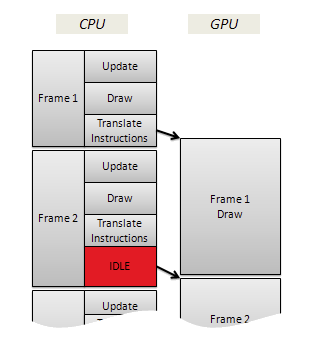 CPU
GPU
Frame 1
Update
Draw
Translate
Instructions
Frame 1
Draw
Frame 2
Update
Draw
Translate
Instructions
IDLE
Update
Frame 2